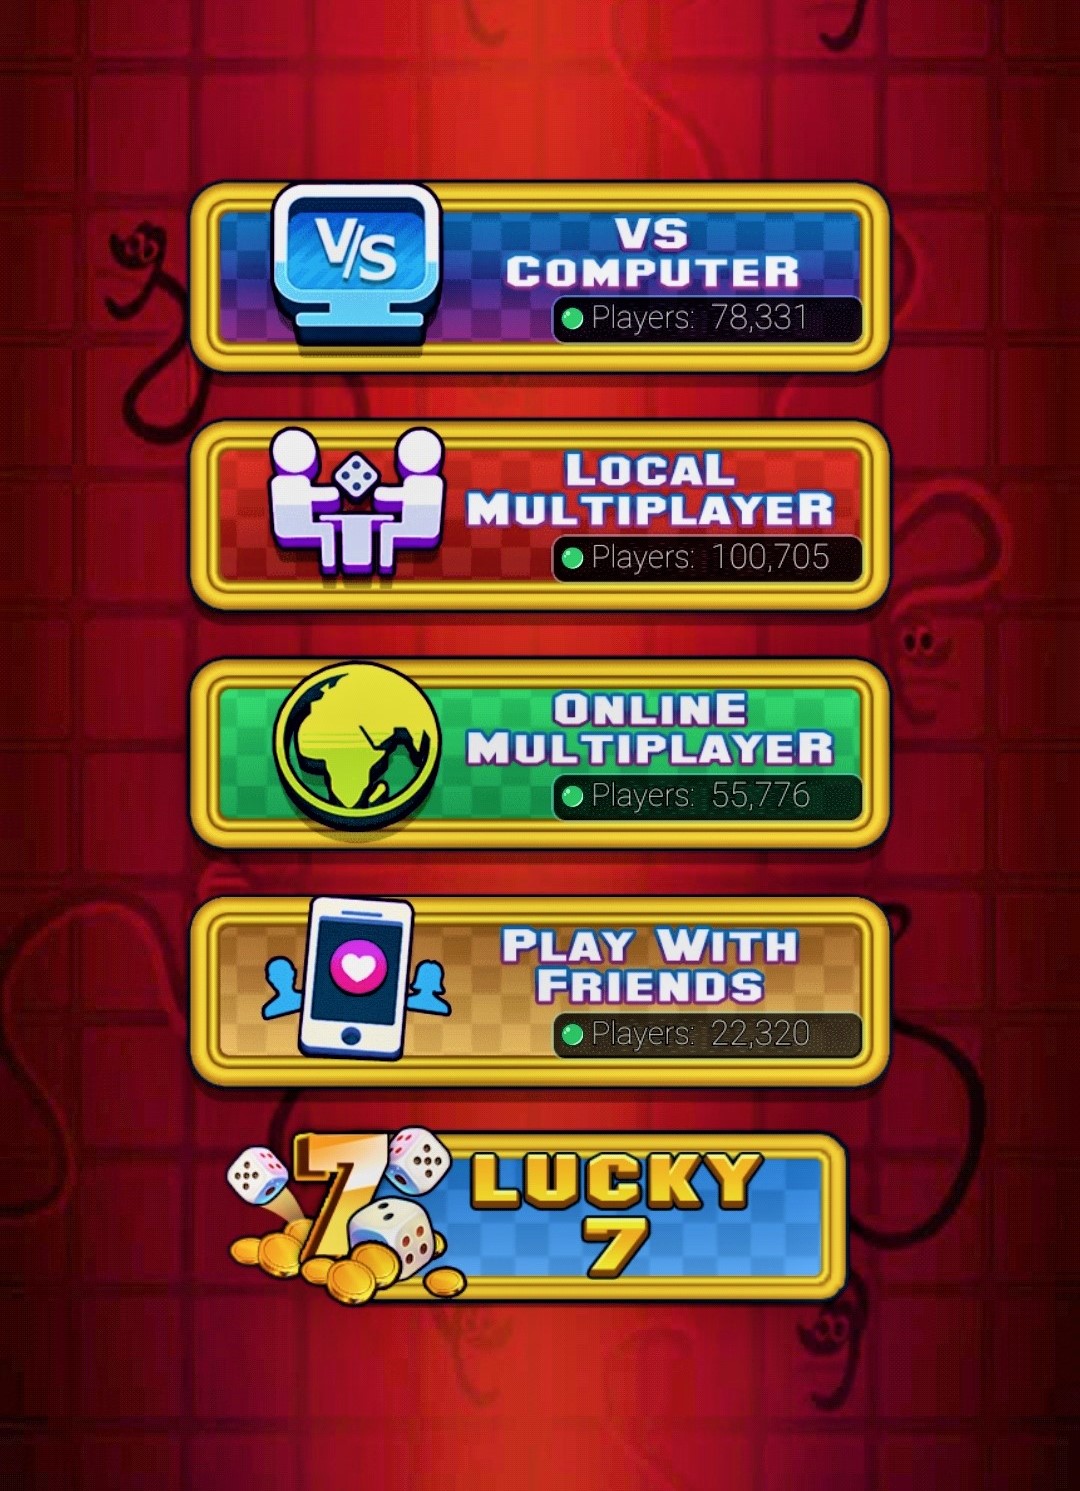 V/S
VS
COMPUTER
Players: 78,331
LOCAL
MULTIPLAYER
Players: 100,705
ONLINE
MULTIPLAYER
Players: 55,776
PLAY WITH
FRIENDS
Players: 22,320
7
LUCKY
7